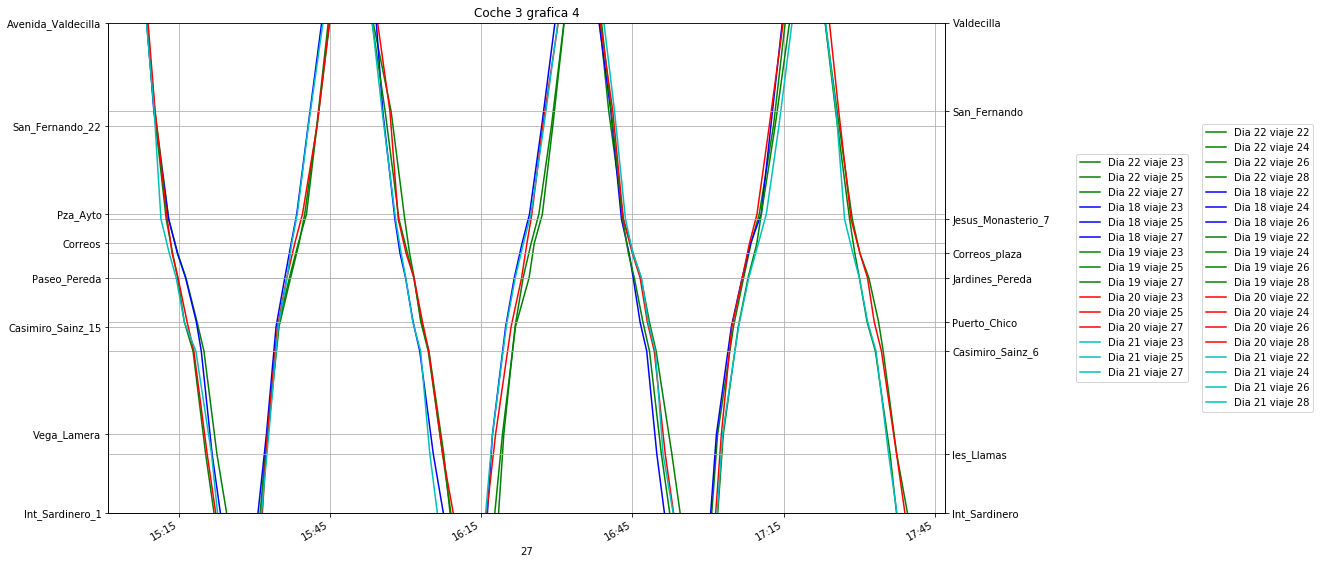 Coche 3 grafica 4
Avenida_Valdecilla
San_Fernando_22
Pza_Ayto
Correos
Paseo_Pereda
Casimiro_Sainz_15
Vega_Lamera
Int_Sardinero_1
Valdecilla
San_Fernando
Jesus_Monasterio_7
Correos_plaza
Jardines_Pereda
Puerto_Chico
Casimiro_Sainz_6
Ies_Llamas
Int_Sardinero
15:15
15:45
16:15
16:45
17:15
17:45
27
Dia 22 viaje 23
Dia 22 viaje 25
Dia 22 viaje 27
Dia 18 viaje 23
Dia 18 viaje 25
Dia 18 viaje 27
Dia 19 viaje 23
Dia 19 viaje 25
Dia 19 viaje 27
Dia 20 viaje 23
Dia 20 viaje 25
Dia 20 viaje 27
Dia 21 viaje 23
Dia 21 viaje 25
Dia 21 viaje 27
Dia 22 viaje 22
Dia 22 viaje 24
Dia 22 viaje 26
Dia 22 viaje 28
Dia 18 viaje 22
Dia 18 viaje 24
Dia 18 viaje 26
Dia 19 viaje 22
Dia 19 viaje 24
Dia 19 viaje 26
Dia 19 viaje 28
Dia 20 viaje 22
Dia 20 viaje 24
Dia 20 viaje 26
Dia 20 viaje 28
Dia 21 viaje 22
Dia 21 viaje 24
Dia 21 viaje 26
Dia 21 viaje 28